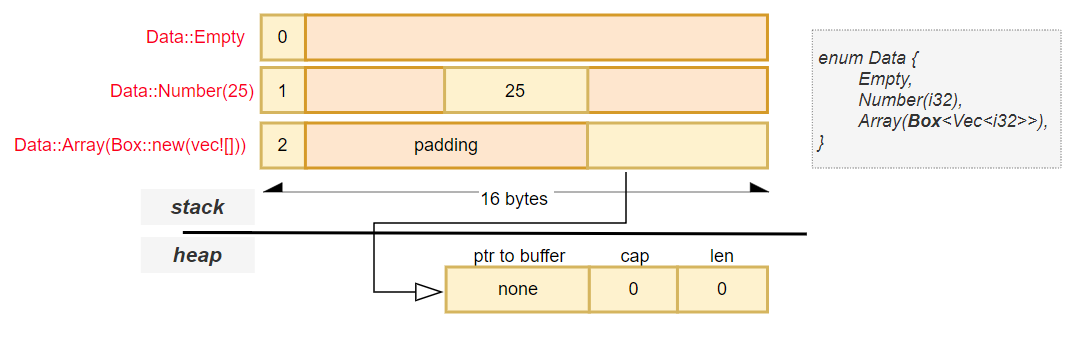 Data::Empty
0
Data::Number(25)
1
25
Data::Array(Box::new(vec![]))
2
padding
enum Data {
Empty,
Number(i32),
Array(Box<Vec<i32>>),
}
16 bytes
stack
heap
ptr to buffer
cap
len
none
0
0